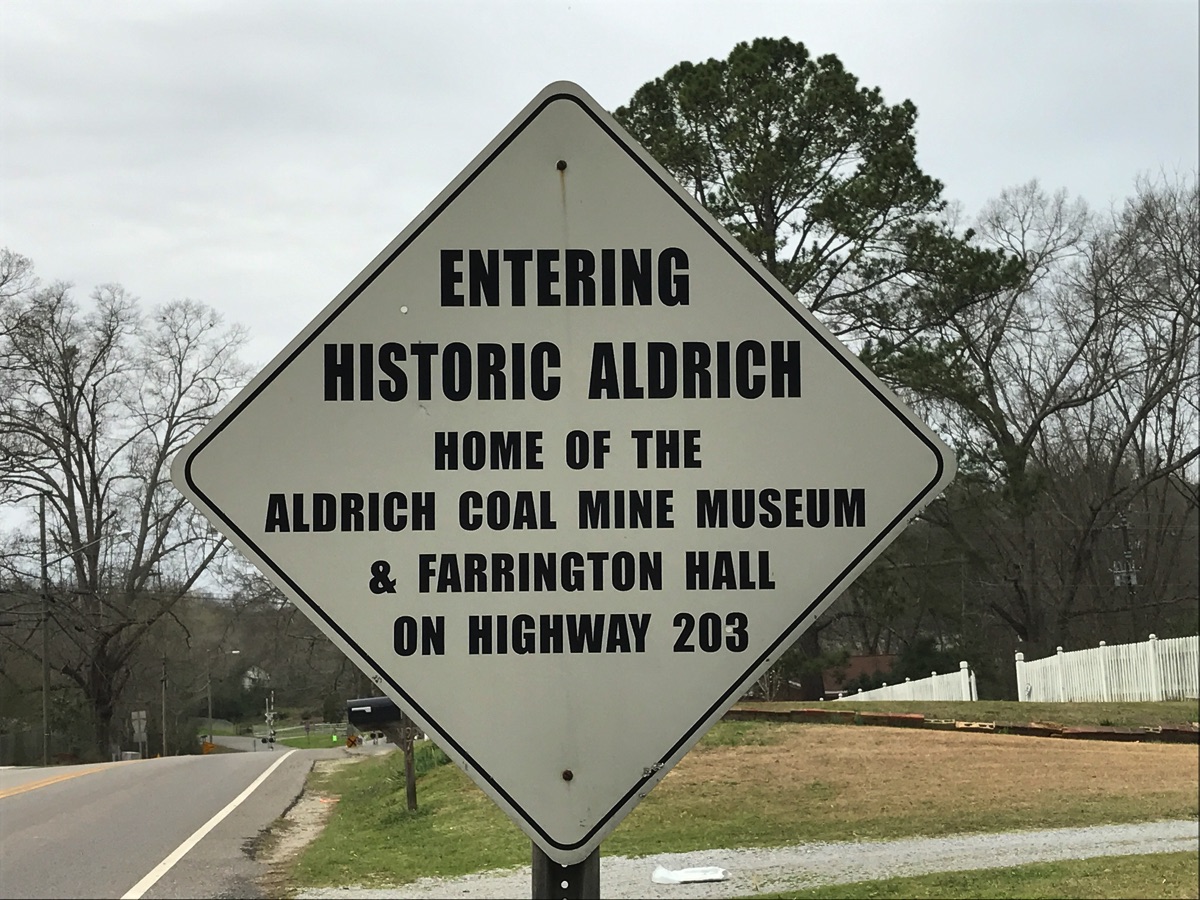 ENTERING
HISTORIC ALDRICH
HOME OF THE
ALDRICH COAL MINE MUSEUM
& FARRINGTON HALL
ON HIGHWAY 203